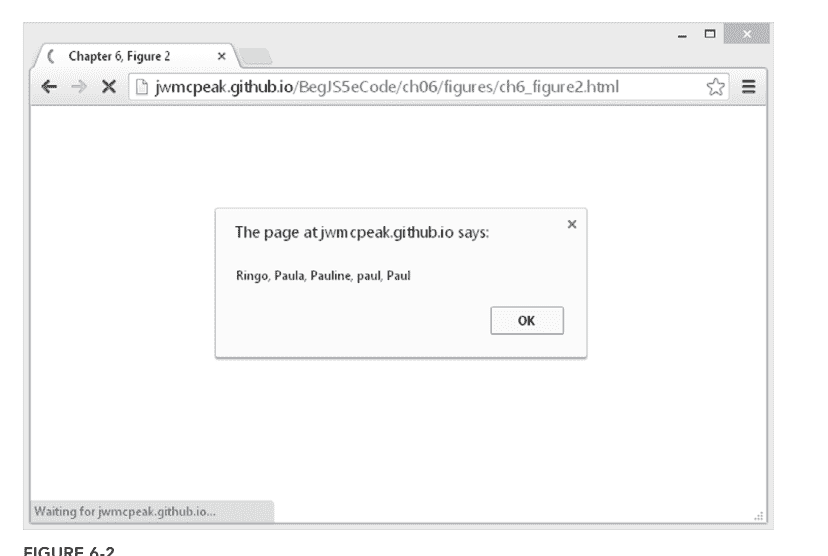 Chapter 6, Figure 2
jwmcpeak.github.io/BegJS5eCode/ch06/figures/ch6_figure2.html
The page at jwmcpeak.github.io says:
Ringo, Paula, Pauline, paul, Paul
OK
Waiting for jwmcpeak.github.io...
FIGURE 6-2